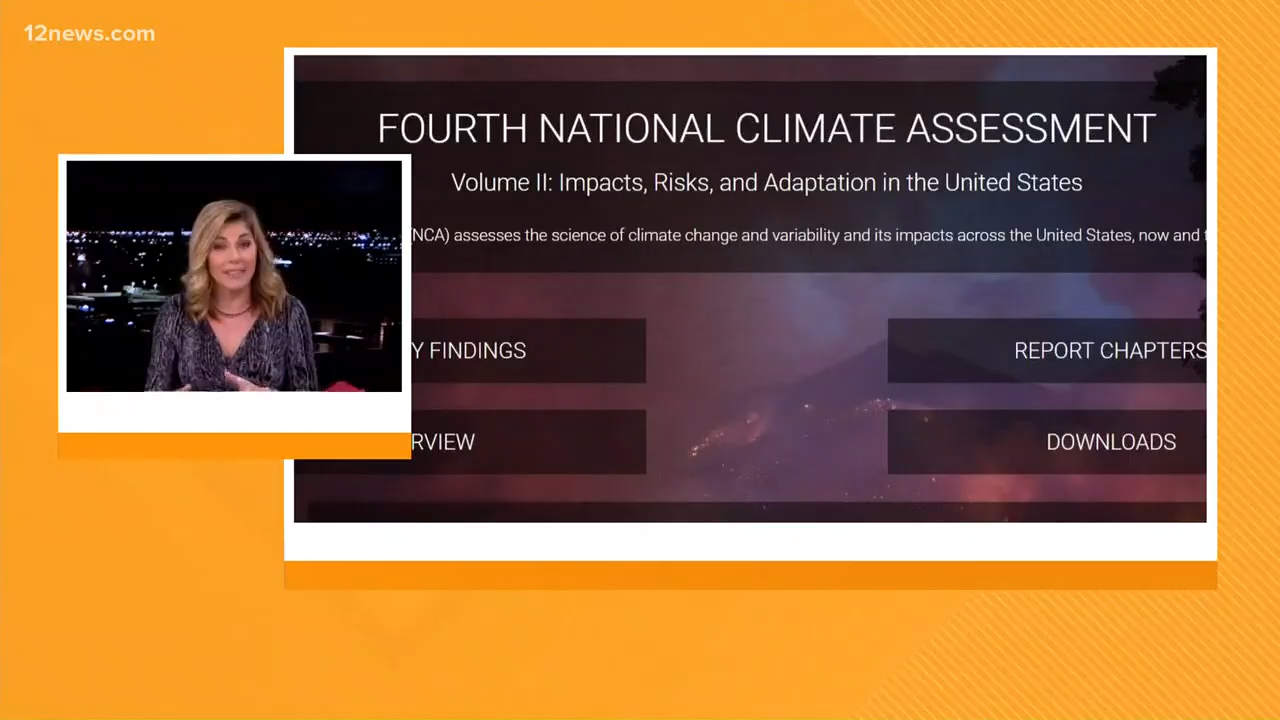 12news.com
FOURTH NATIONAL CLIMATE ASSESSMENT
Volume II: Impacts, Risks, and Adaptation in the United States
(NCA) assesses the science of climate change and variability and its impacts across the United States, now and
Y FINDINGS
REPORT CHAPTERS
RVIEW
DOWNLOADS